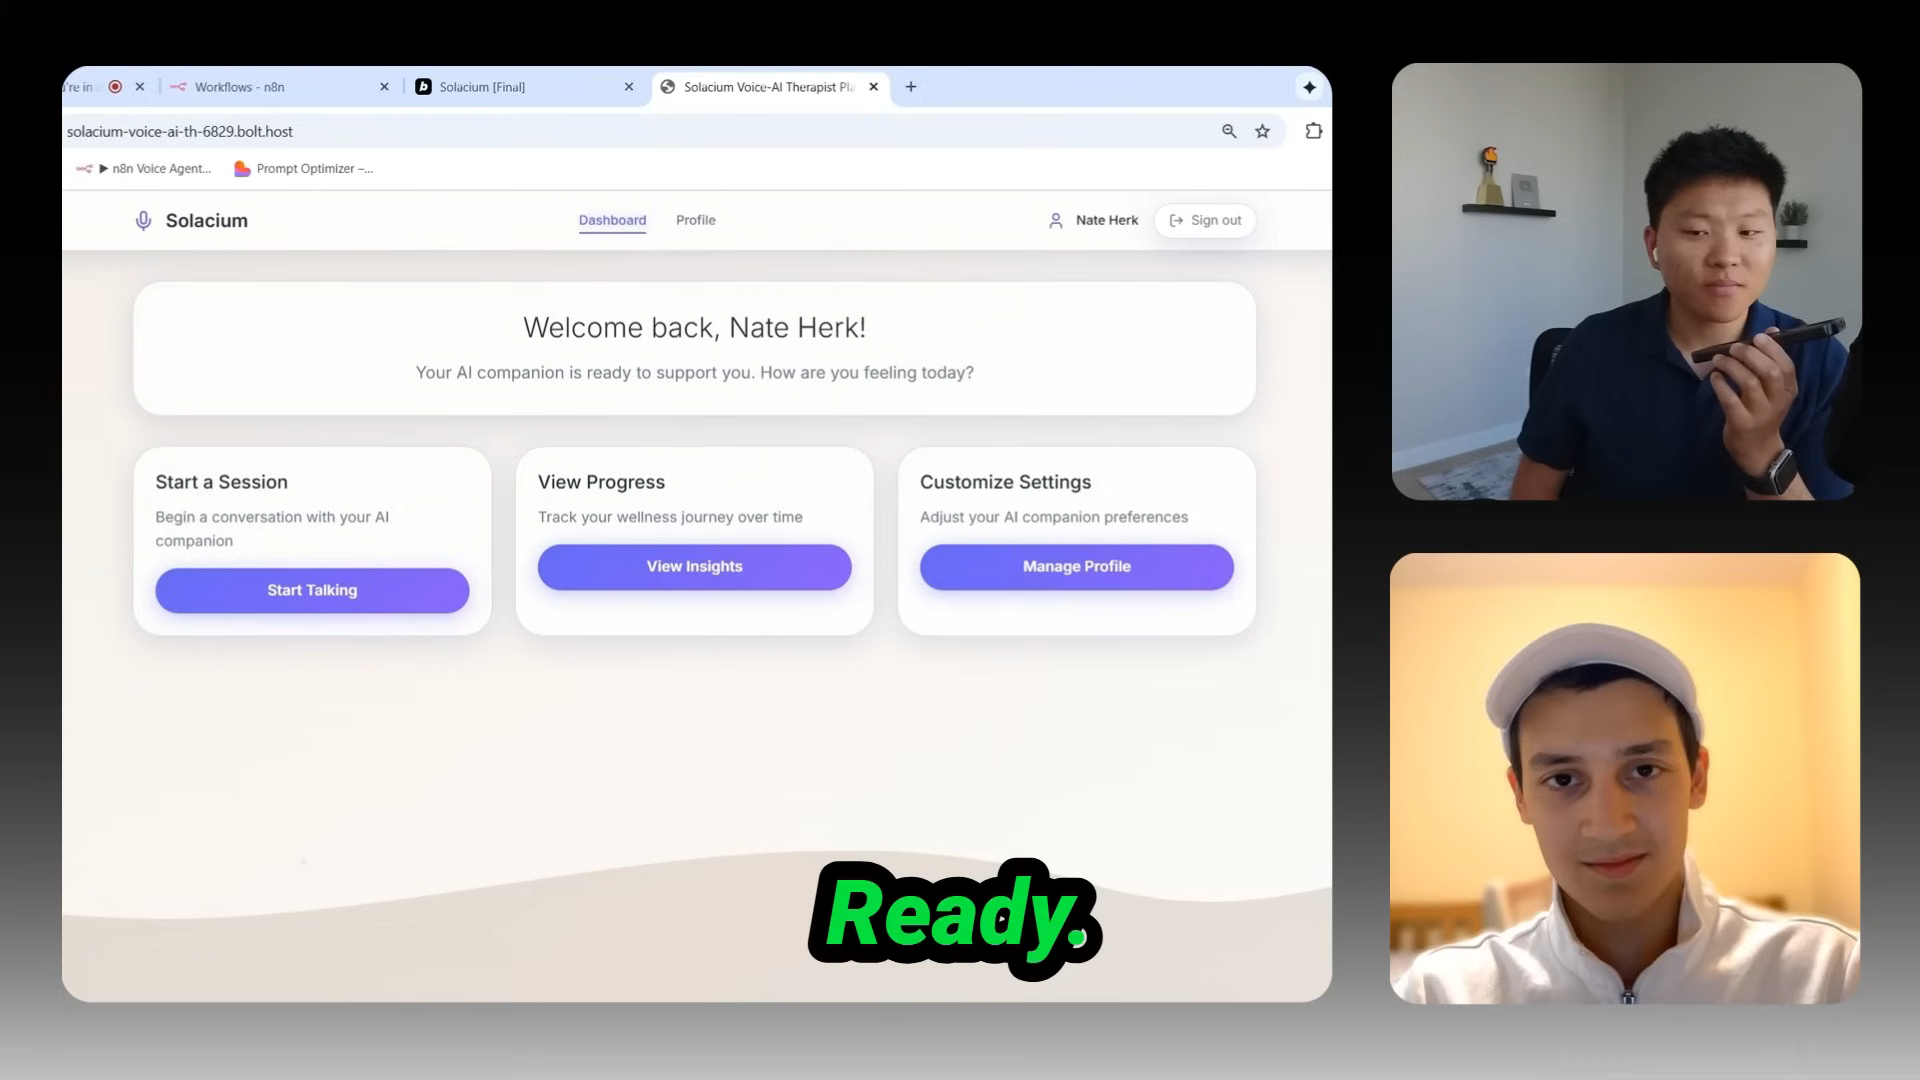 Workflows - n8n
Solacium [Final]
Solacium Voice-AI Therapist Pl
solacium-voice-ai-th-6829.bolt.host
n8n Voice Agent...
Prompt Optimizer –...
Solacium
Dashboard
Profile
Nate Herk
Sign out
Welcome back, Nate Herk!
Your AI companion is ready to support you. How are you feeling today?
Start a Session
Begin a conversation with your AI
companion
Start Talking
View Progress
Track your wellness journey over time
View Insights
Customize Settings
Adjust your AI companion preferences
Manage Profile
Ready.